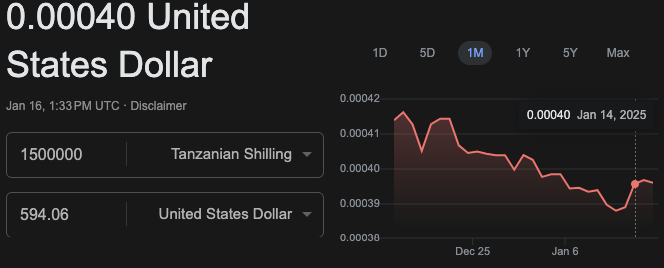 0.00040 United
States Dollar
Jan 16, 1:33 PM UTC · Disclaimer
1500000 Tanzanian Shilling
594.06 United States Dollar
1D 5D 1M 1Y 5Y Max
0.00040 Jan 14, 2025
0.00042
0.00041
0.00040
0.00039
0.00038
Dec 25 Jan 6